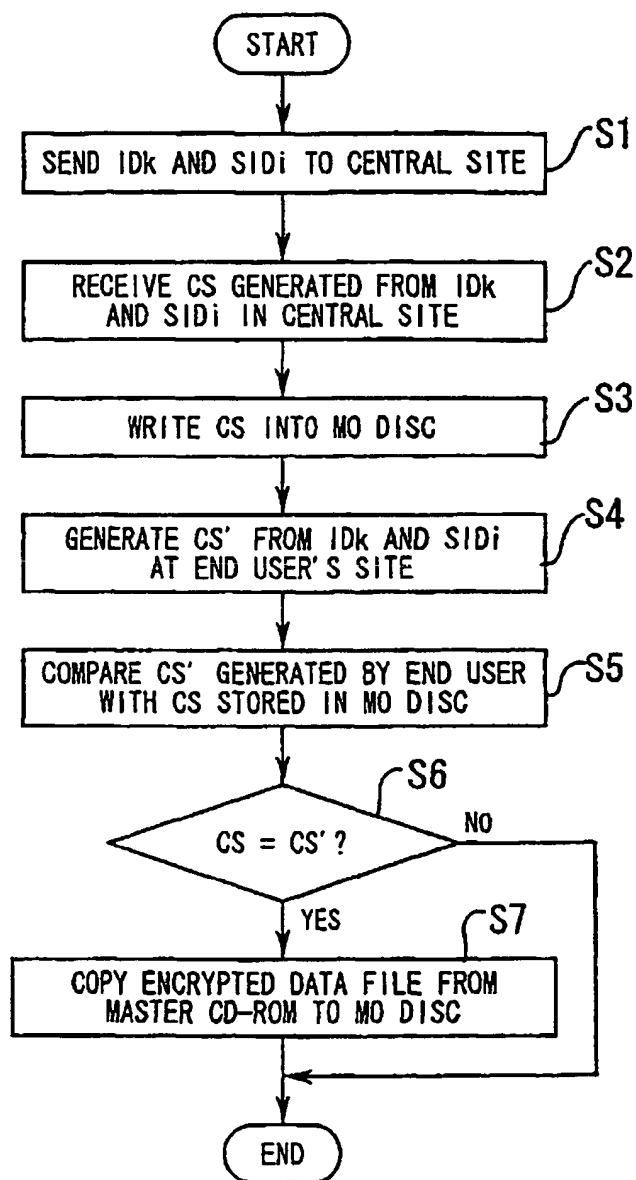 START
S1
SEND IDk AND SIDi TO CENTRAL SITE
S2
RECEIVE CS GENERATED FROM IDk
AND SIDi IN CENTRAL SITE
S3
WRITE CS INTO MO DISC
S4
GENERATE CS' FROM IDk AND SIDi
AT END USER'S SITE
S5
COMPARE CS' GENERATED BY END USER
WITH CS STORED IN MO DISC
S6
CS = CS'?
NO
YES
S7
COPY ENCRYPTED DATA FILE FROM
MASTER CD-ROM TO MO DISC
END